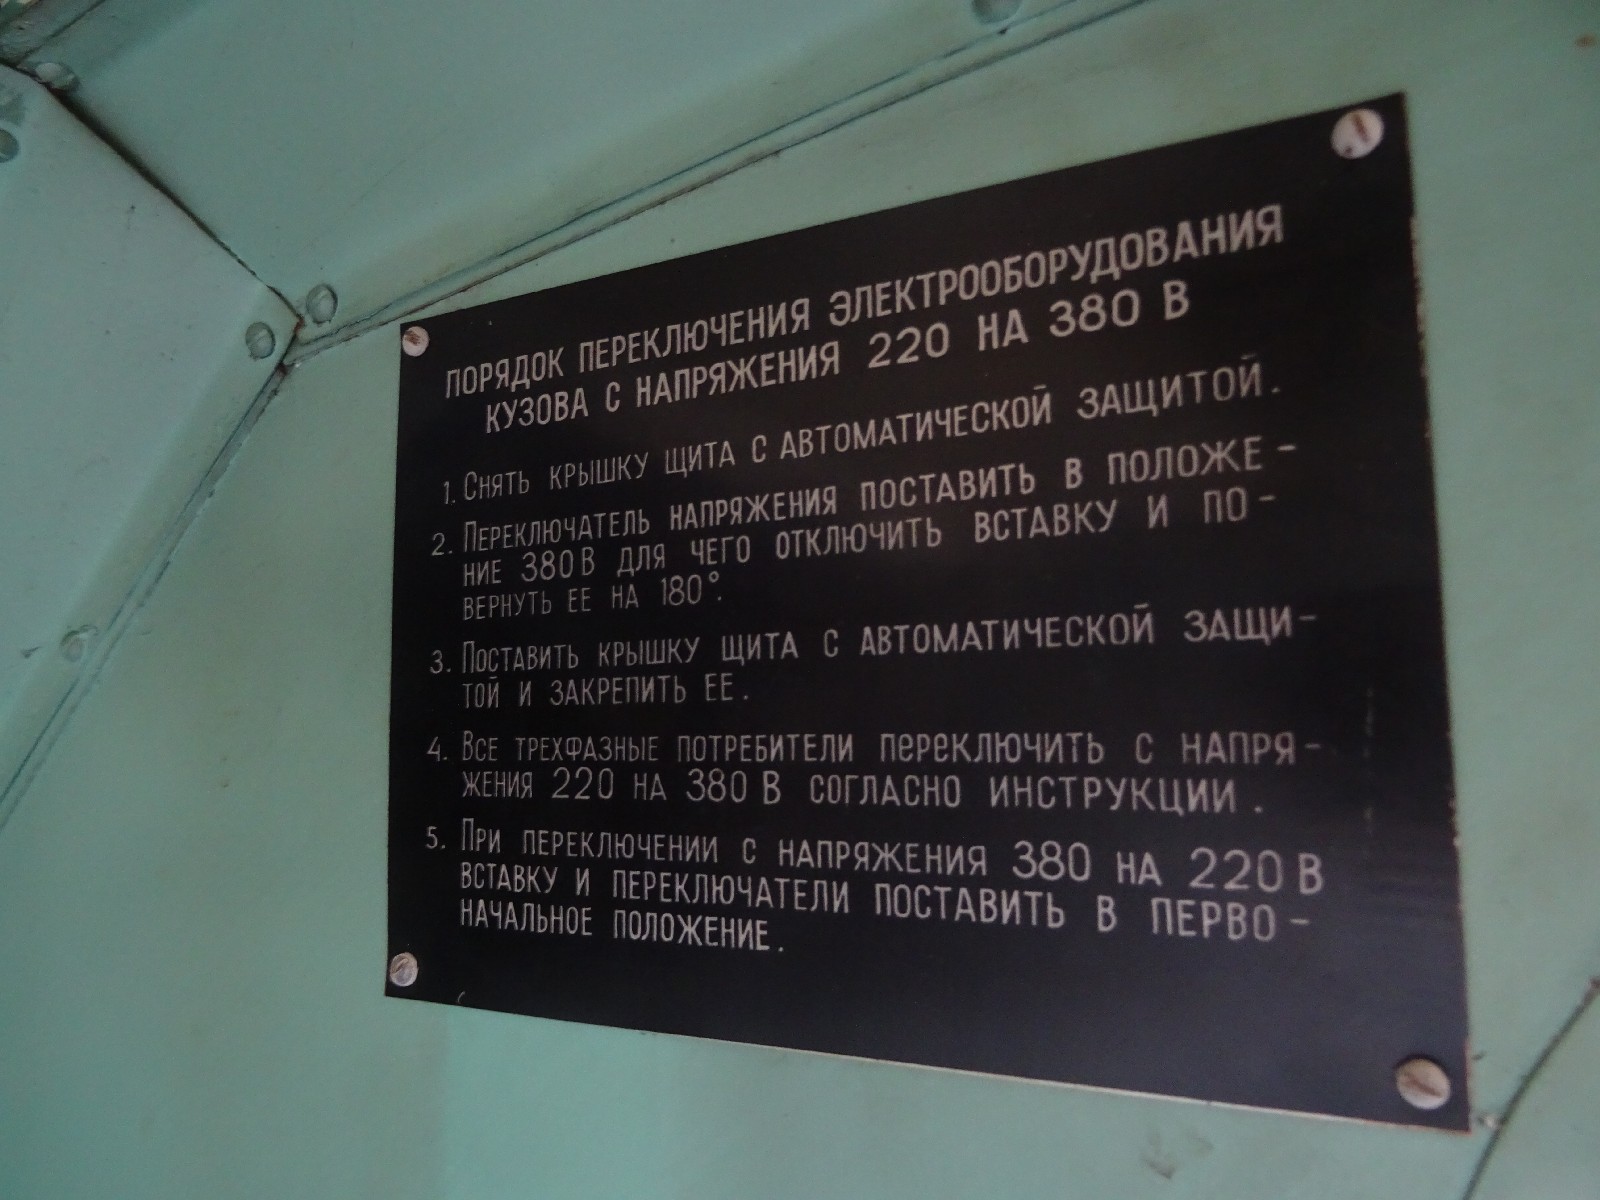 ПОРЯДОК ПЕРЕКЛЮЧЕНИЯ ЭЛЕКТРООБОРУДОВАНИЯ
КУЗОВА С НАПРЯЖЕНИЯ 220 НА 380 В
1. СНЯТЬ КРЫШКУ ЩИТА С АВТОМАТИЧЕСКОЙ ЗАЩИТОЙ.
2. ПЕРЕКЛЮЧАТЕЛЬ НАПРЯЖЕНИЯ ПОСТАВИТЬ В ПОЛОЖЕ-
НИЕ 380 В ДЛЯ ЧЕГО ОТКЛЮЧИТЬ ВСТАВКУ И ПО-
ВЕРНУТЬ ЕЕ НА 180°.
3. ПОСТАВИТЬ КРЫШКУ ЩИТА С АВТОМАТИЧЕСКОЙ ЗАЩИ-
ТОЙ И ЗАКРЕПИТЬ ЕЕ.
4. ВСЕ ТРЕХФАЗНЫЕ ПОТРЕБИТЕЛИ ПЕРЕКЛЮЧИТЬ С НАПРЯ-
ЖЕНИЯ 220 НА 380 В СОГЛАСНО ИНСТРУКЦИИ.
5. ПРИ ПЕРЕКЛЮЧЕНИИ С НАПРЯЖЕНИЯ 380 НА 220 В
ВСТАВКУ И ПЕРЕКЛЮЧАТЕЛИ ПОСТАВИТЬ В ПЕРВО-
НАЧАЛЬНОЕ ПОЛОЖЕНИЕ.